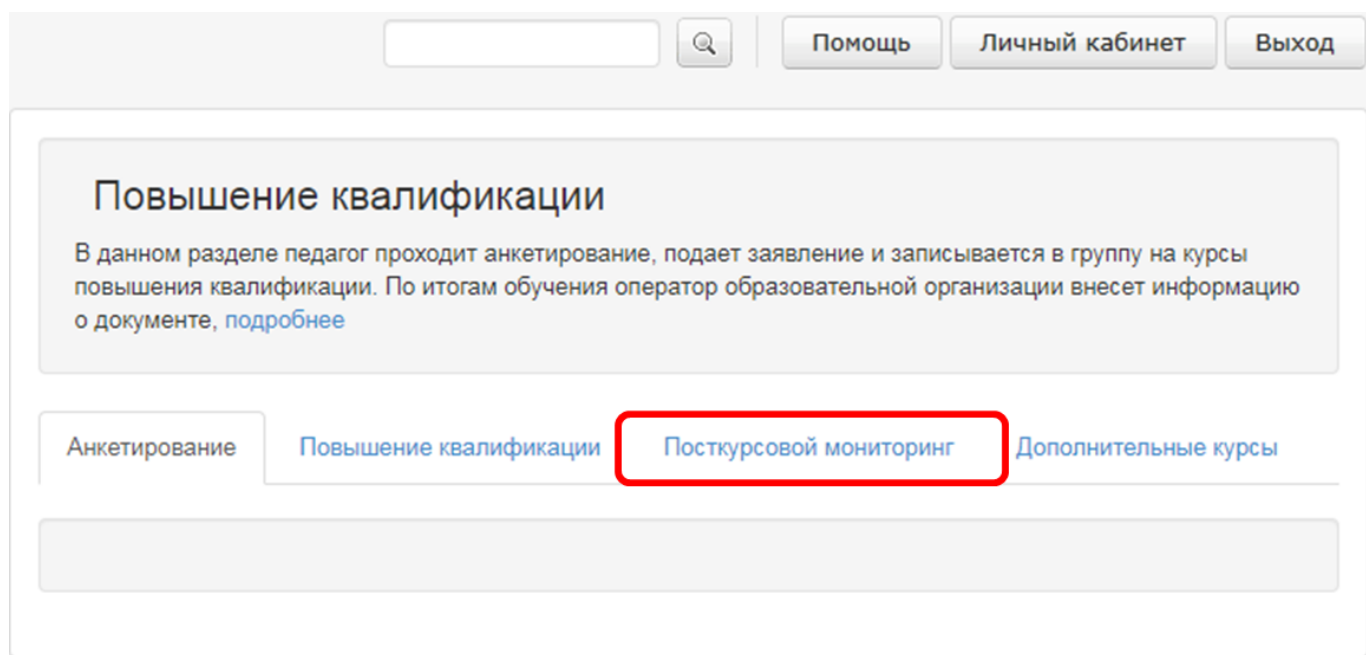 Помощь Личный кабинет Выход
Повышение квалификации
В данном разделе педагог проходит анкетирование, подает заявление и записывается в группу на курсы
повышения квалификации. По итогам обучения оператор образовательной организации внесет информацию
о документе, подробнее
Анкетирование Повышение квалификации Посткурсовой мониторинг Дополнительные курсы